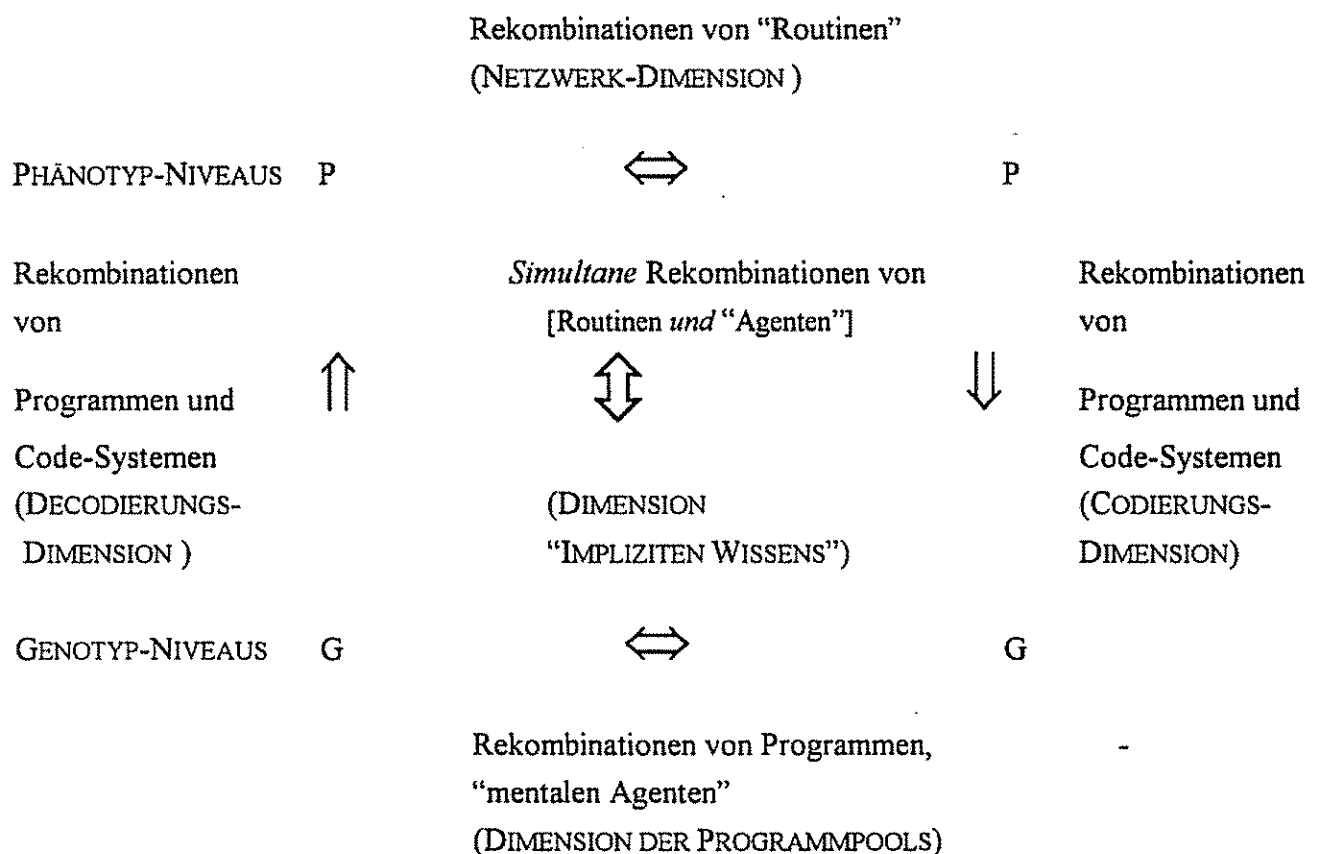 Rekombinationen von “Routinen”
(NETZWERK-DIMENSION )
PHÄNOTYP-NIVEAUS P P
Rekombinationen Simultane Rekombinationen von Rekombinationen
von [Routinen und “Agenten”] von
Programmen und Programmen und
Code-Systemen Code-Systemen
(DECODIERUNGS- (DIMENSION (CODIERUNGS-
DIMENSION ) “IMPLIZITEN WISSENS”) DIMENSION)
GENOTYP-NIVEAUS G G
Rekombinationen von Programmen,
“mentalen Agenten”
(DIMENSION DER PROGRAMMPOOLS)